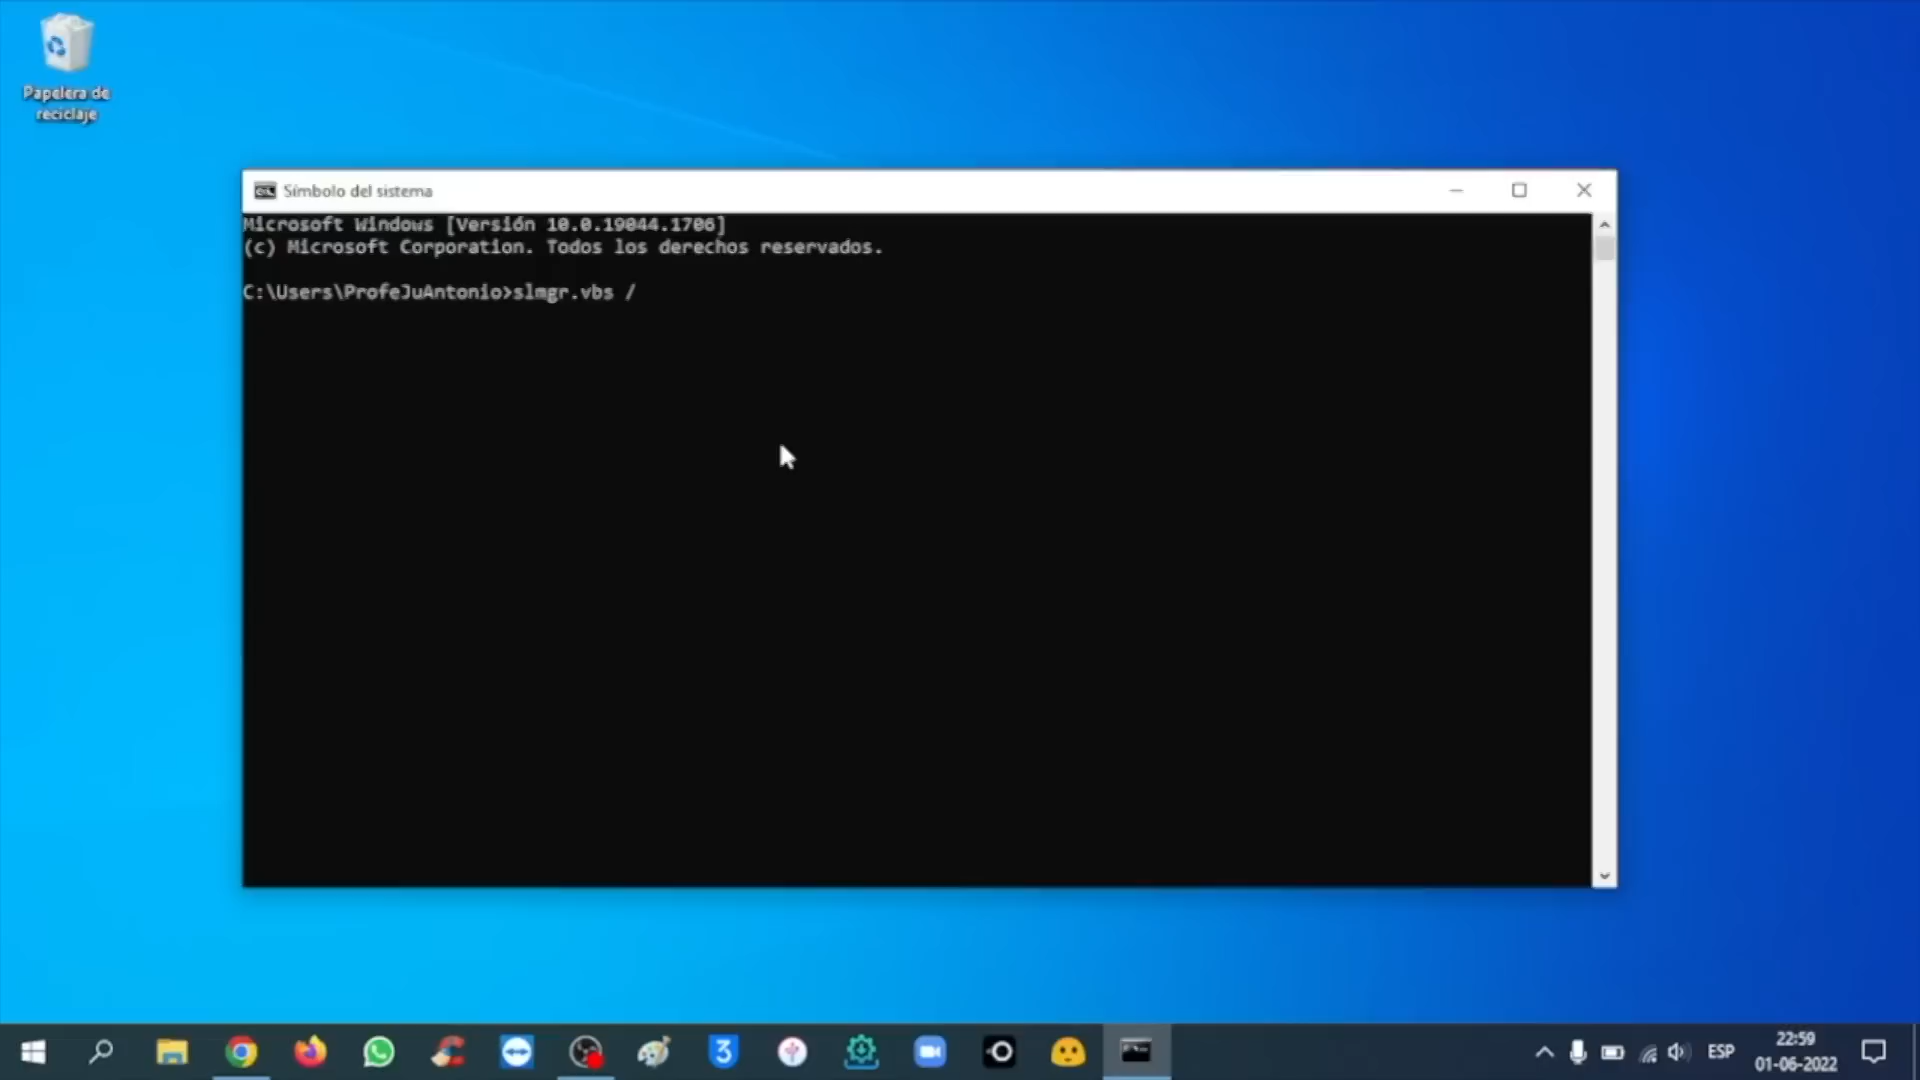 Papelera de
reciclaje
Símbolo del sistema
Microsoft Windows [Versión 10.0.19044.1706]
(c) Microsoft Corporation. Todos los derechos reservados.
C:\Users\ProfeJuAntonio>slmgr.vbs /
3
ESP
22:59
01-06-2022